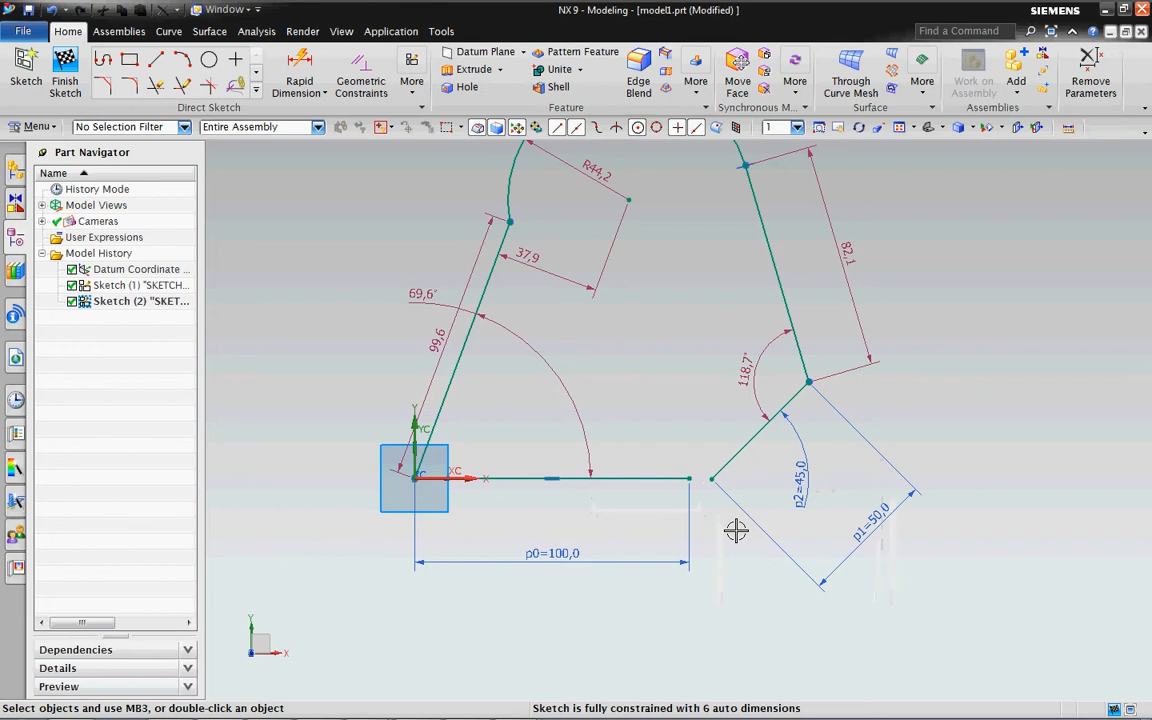 Window
NX 9 - Modeling - [model1.prt (Modified) ]
SIEMENS
File
Home
Assemblies
Curve
Surface
Analysis
Render
View
Application
Tools
Find a Command
Sketch
Finish Sketch
Rapid Dimension
Geometric Constraints
More
Datum Plane
Extrude
Hole
Pattern Feature
Unite
Shell
Edge Blend
More
Move Face
More
Through Curve Mesh
More
Work on Assembly
Add
Remove Parameters
Direct Sketch
Feature
Synchronous M...
Surface
Assemblies
Menu
No Selection Filter
Entire Assembly
1
Part Navigator
Name
History Mode
Model Views
Cameras
User Expressions
Model History
Datum Coordinate ...
Sketch (1) "SKETCH...
Sketch (2) "SKET...
Dependencies
Details
Preview
R44,2
37,9
69,6°
99,6
82,1
118,7°
p2=45,0
p1=50,0
p0=100,0
Y
YC
XC
X
Y
X
Select objects and use MB3, or double-click an object
Sketch is fully constrained with 6 auto dimensions